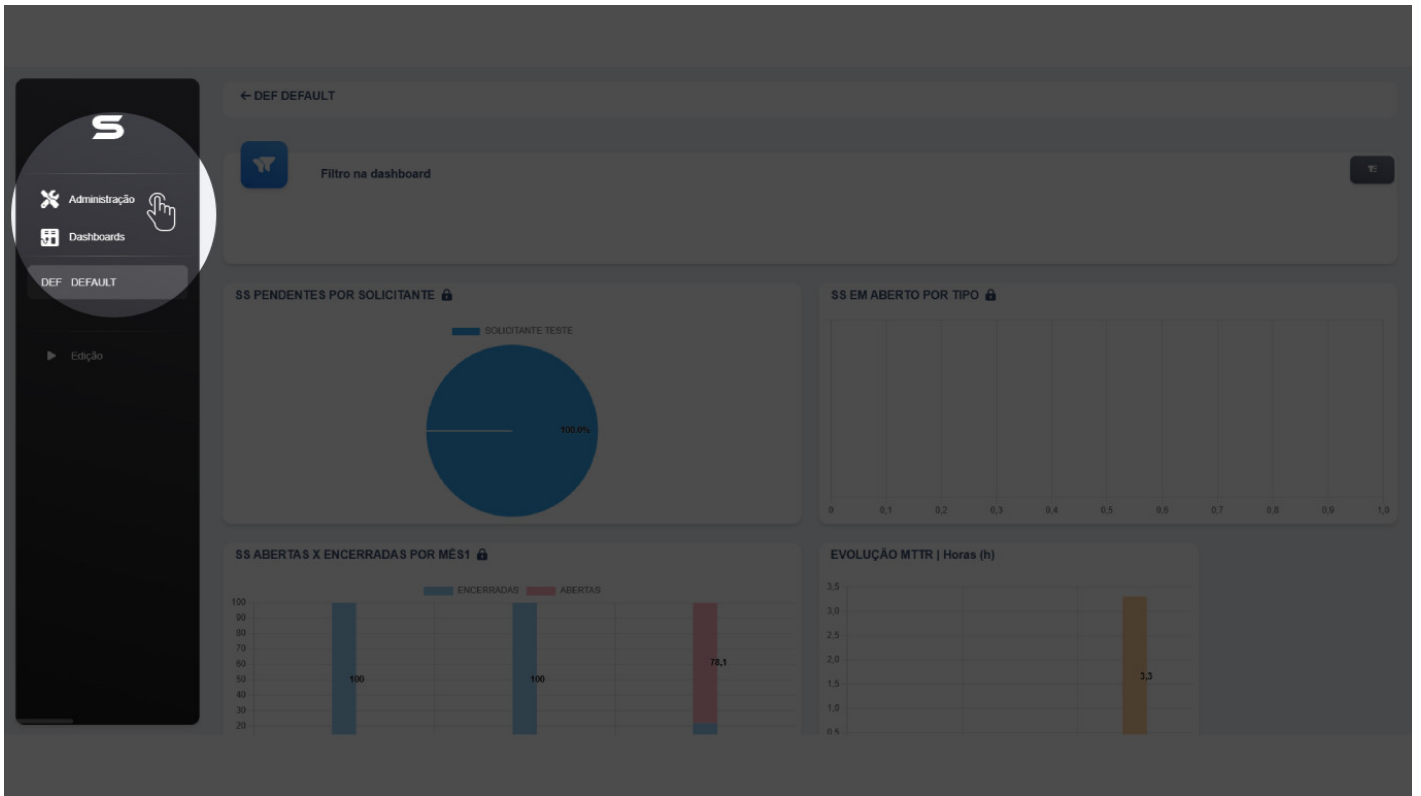 S
Administração
Dashboards
DEF DEFAULT
Edição
← DEF DEFAULT
Filtro na dashboard
SS PENDENTES POR SOLICITANTE
SOLICITANTE TESTE
100.0%
SS EM ABERTO POR TIPO
0 0,1 0,2 0,3 0,4 0,5 0,6 0,7 0,8 0,9 1,0
SS ABERTAS X ENCERRADAS POR MÊS1
ENCERRADAS ABERTAS
100
90
80
70
60
50
40
30
20
100 100 78,1
EVOLUÇÃO MTTR | Horas (h)
3,5
3,0
2,5
2,0
1,5
1,0
0,5
3,3